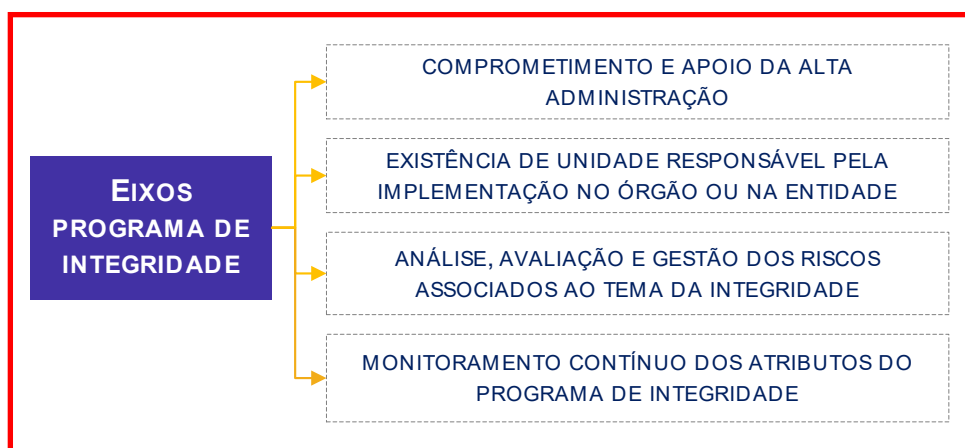 EIXOS
PROGRAMA DE
INTEGRIDADE
COMPROMETIMENTO E APOIO DA ALTA
ADMINISTRAÇÃO
EXISTÊNCIA DE UNIDADE RESPONSÁVEL PELA
IMPLEMENTAÇÃO NO ÓRGÃO OU NA ENTIDADE
ANÁLISE, AVALIAÇÃO E GESTÃO DOS RISCOS
ASSOCIADOS AO TEMA DA INTEGRIDADE
MONITORAMENTO CONTÍNUO DOS ATRIBUTOS DO
PROGRAMA DE INTEGRIDADE